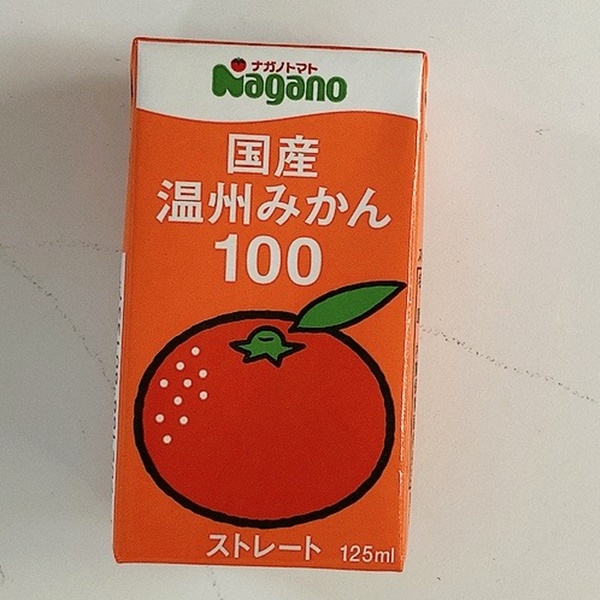 ナガノトマト
Nagano
国産
温州みかん
100
ストレート 125ml